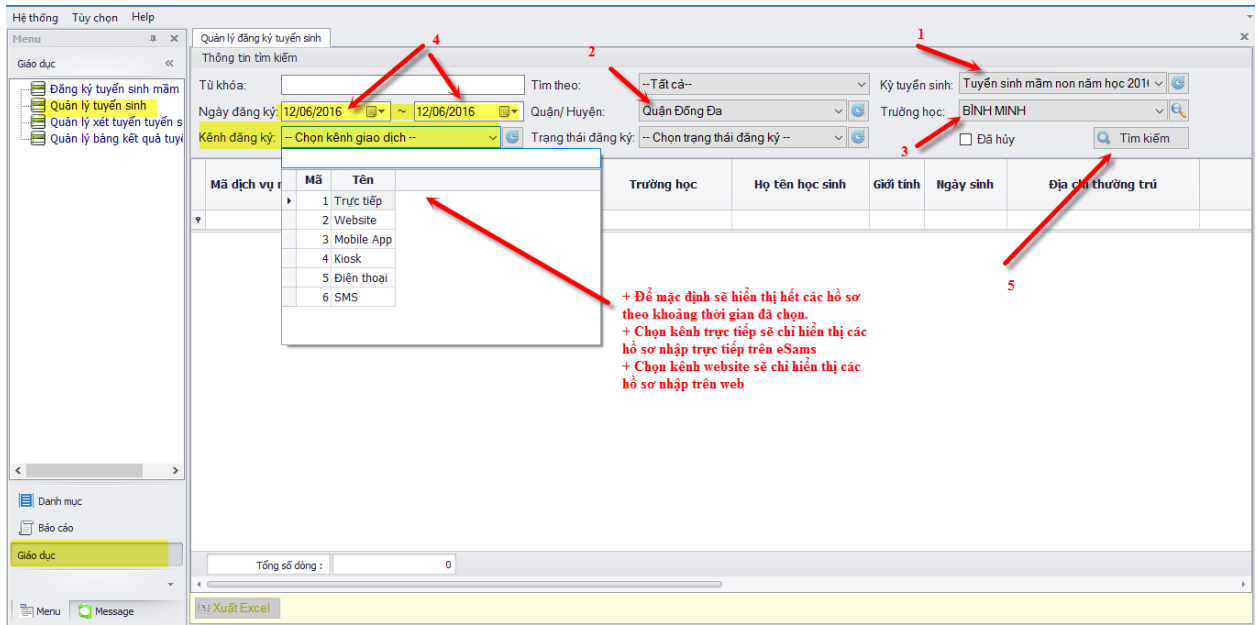 Hệ thống Tùy chọn Help
Menu
Giáo dục
Đăng ký tuyển sinh mầm
Quản lý tuyển sinh
Quản lý xét tuyển tuyển s
Quản lý bảng kết quả tuyể
Danh mục
Báo cáo
Giáo dục
Menu Message
Quản lý đăng ký tuyển sinh
4
1
Thông tin tìm kiếm
2
Từ khóa: Tìm theo: --Tất cả-- Kỳ tuyển sinh: Tuyển sinh mầm non năm học 201
Ngày đăng ký: 12/06/2016 ~ 12/06/2016 Quận/ Huyện: Quận Đống Đa Trường học: BÌNH MINH
Kênh đăng ký: -- Chọn kênh giao dịch -- Trạng thái đăng ký: -- Chọn trạng thái đăng ký -- Đã hủy Tìm kiếm
3
Mã dịch vụ Trường học Họ tên học sinh Giới tính Ngày sinh Địa chỉ thường trú
Mã Tên
1 Trực tiếp
2 Website
3 Mobile App
4 Kiosk
5 Điện thoại
6 SMS
5
+ Để mặc định sẽ hiển thị hết các hồ sơ
theo khoảng thời gian đã chọn.
+ Chọn kênh trực tiếp sẽ chỉ hiển thị các
hồ sơ nhập trực tiếp trên eSams
+ Chọn kênh website sẽ chỉ hiển thị các
hồ sơ nhập trên web
Tổng số dòng : 0
Xuất Excel